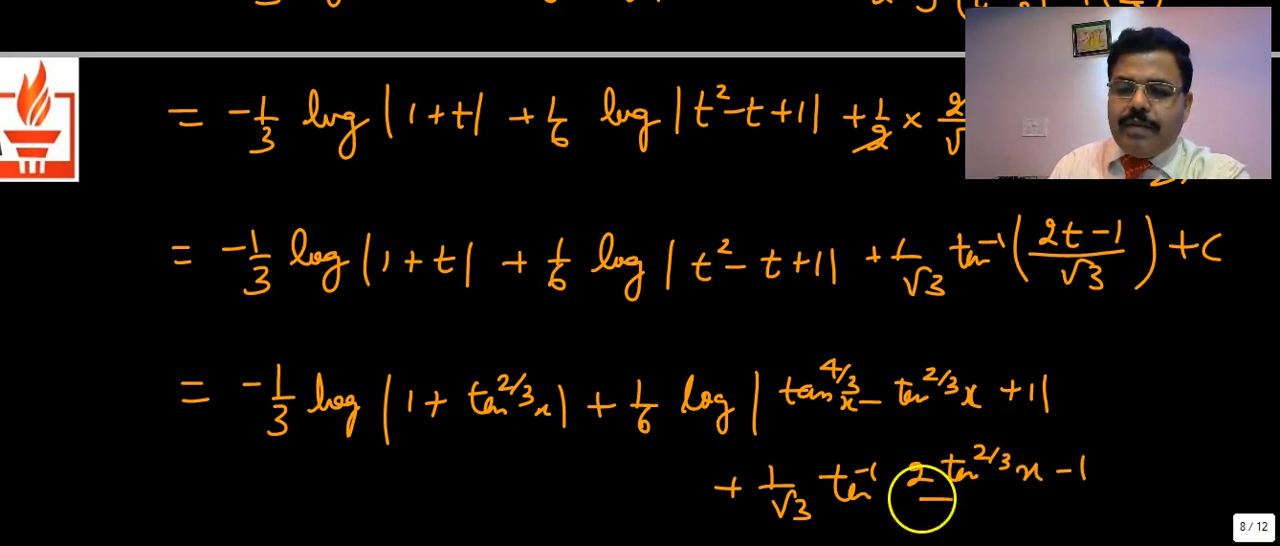 = -1/3 log |1+t| + 1/6 log |t²-t+1| + 1/2 × 2/√
= -1/3 log |1+t| + 1/6 log |t²-t+1| + 1/√3 tan⁻¹ ( 2t-1 / √3 ) + C
= -1/3 log |1+ tan^2/3 x| + 1/6 log | tan^4/3 x - tan^2/3 x +1|
+ 1/√3 tan⁻¹ 2 tan^2/3 x - 1
8 / 12